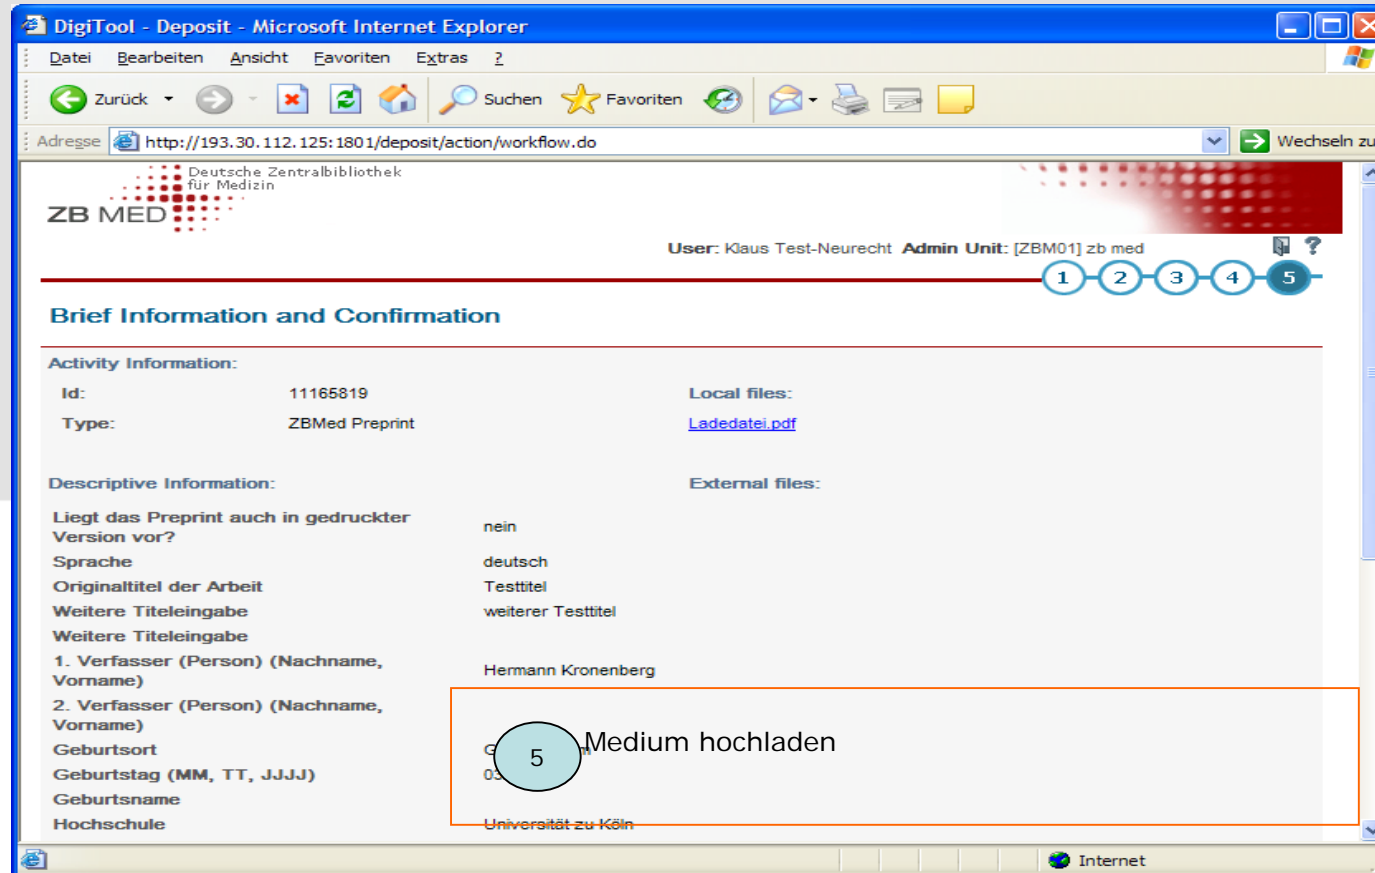 DigiTool - Deposit - Microsoft Internet Explorer
Datei Bearbeiten Ansicht Favoriten Extras ?
Zurück Suchen Favoriten
Adresse http://193.30.112.125:1801/deposit/action/workflow.do Wechseln zu
Deutsche Zentralbibliothek
für Medizin
ZB MED
User: Klaus Test-Neurecht Admin Unit: [ZBM01] zb med ?
1 2 3 4 5
Brief Information and Confirmation
Activity Information:
Id: 11165819 Local files:
Type: ZBMed Preprint Ladedatei.pdf
Descriptive Information: External files:
Liegt das Preprint auch in gedruckter
Version vor? nein
Sprache deutsch
Originaltitel der Arbeit Testtitel
Weitere Titeleingabe weiterer Testtitel
Weitere Titeleingabe
1. Verfasser (Person) (Nachname,
Vorname) Hermann Kronenberg
2. Verfasser (Person) (Nachname,
Vorname)
5 Medium hochladen
Geburtsort
Geburtstag (MM, TT, JJJJ)
Geburtsname
Hochschule Universität zu Köln
Internet